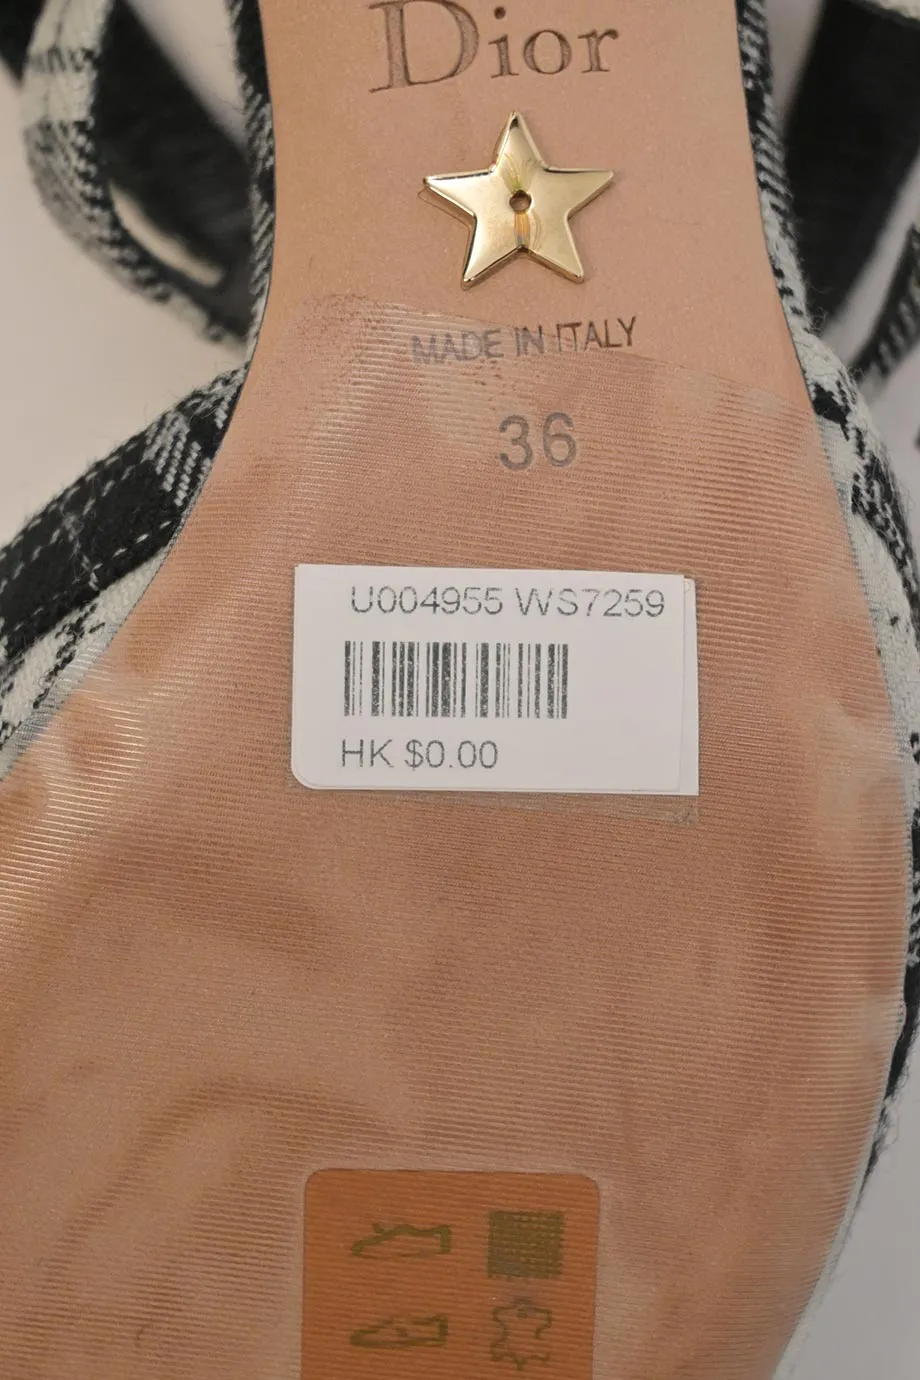 Dior
MADE IN ITALY
36
U004955 WS7259
HK $0.00